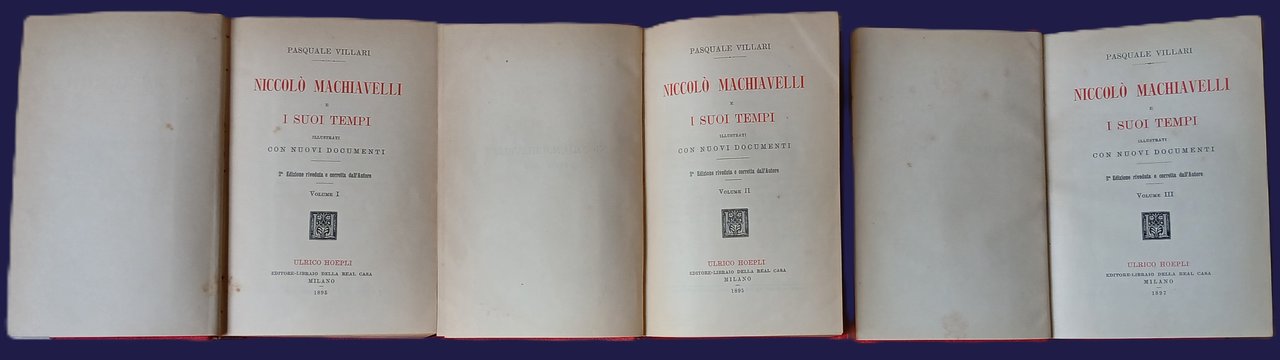 PASQUALE VILLARI
NICCOLÒ MACHIAVELLI
E
I SUOI TEMPI
ILLUSTRATI
CON NUOVI DOCUMENTI
2ª Edizione riveduta e corretta dall'Autore
VOLUME I
ULRICO HOEPLI
EDITORE-LIBRAIO DELLA REAL CASA
MILANO
1895
PASQUALE VILLARI
NICCOLÒ MACHIAVELLI
E
I SUOI TEMPI
ILLUSTRATI
CON NUOVI DOCUMENTI
2ª Edizione riveduta e corretta dall'Autore
VOLUME II
ULRICO HOEPLI
EDITORE-LIBRAIO DELLA REAL CASA
MILANO
1895
PASQUALE VILLARI
NICCOLÒ MACHIAVELLI
E
I SUOI TEMPI
ILLUSTRATI
CON NUOVI DOCUMENTI
2ª Edizione riveduta e corretta dall'Autore
VOLUME III
ULRICO HOEPLI
EDITORE-LIBRAIO DELLA REAL CASA
MILANO
1897